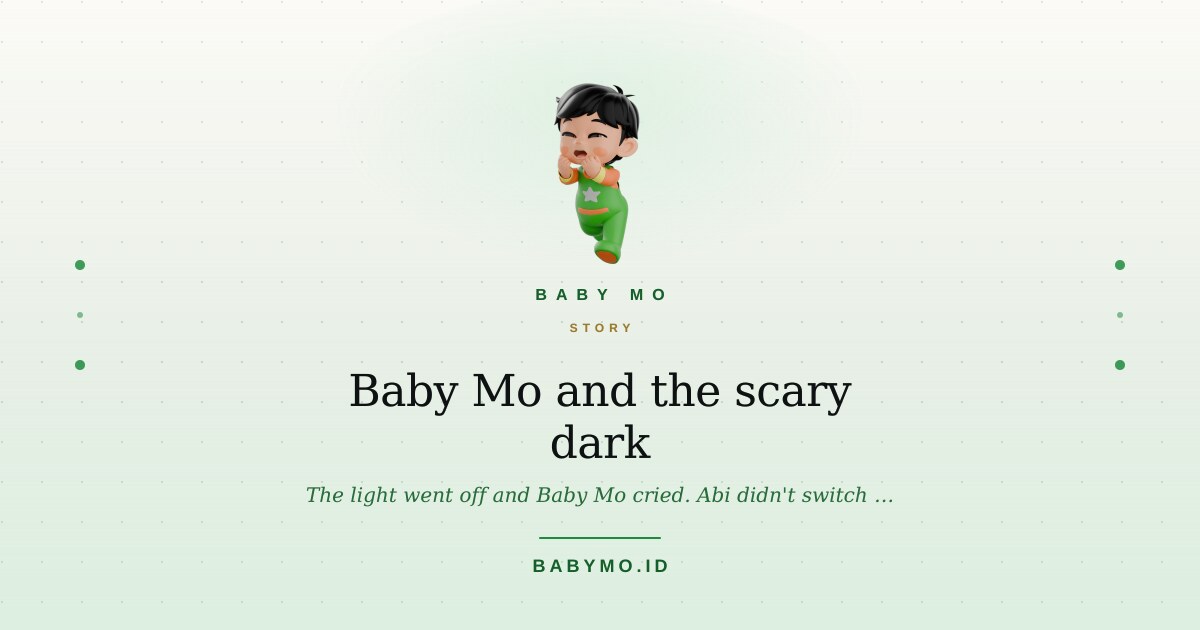 BABY MO
STORY
Baby Mo and the scary
dark
The light went off and Baby Mo cried. Abi didn't switch ...
BABYMO.ID